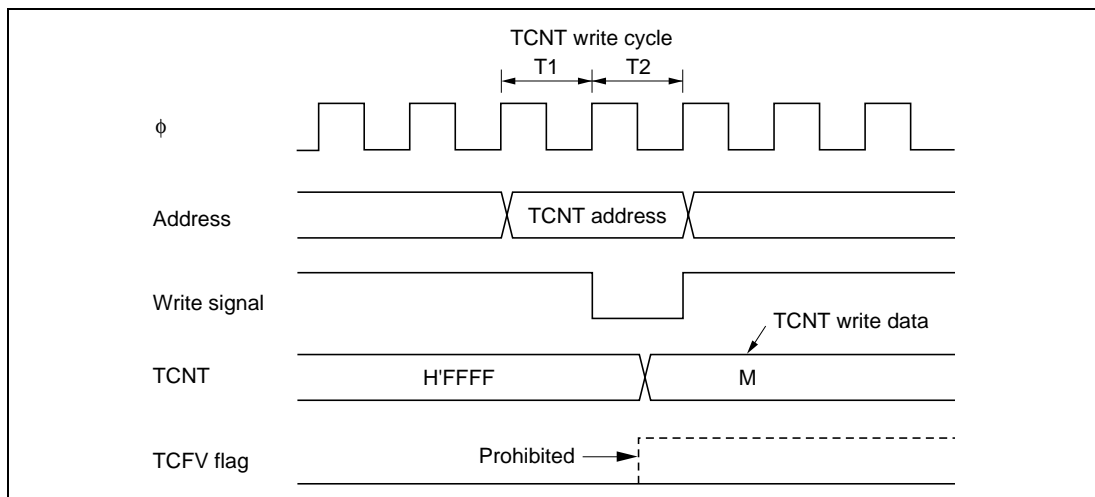 TCNT write cycle
T1 T2
ϕ
Address TCNT address
Write signal
TCNT write data
TCNT H'FFFF M
TCFV flag Prohibited